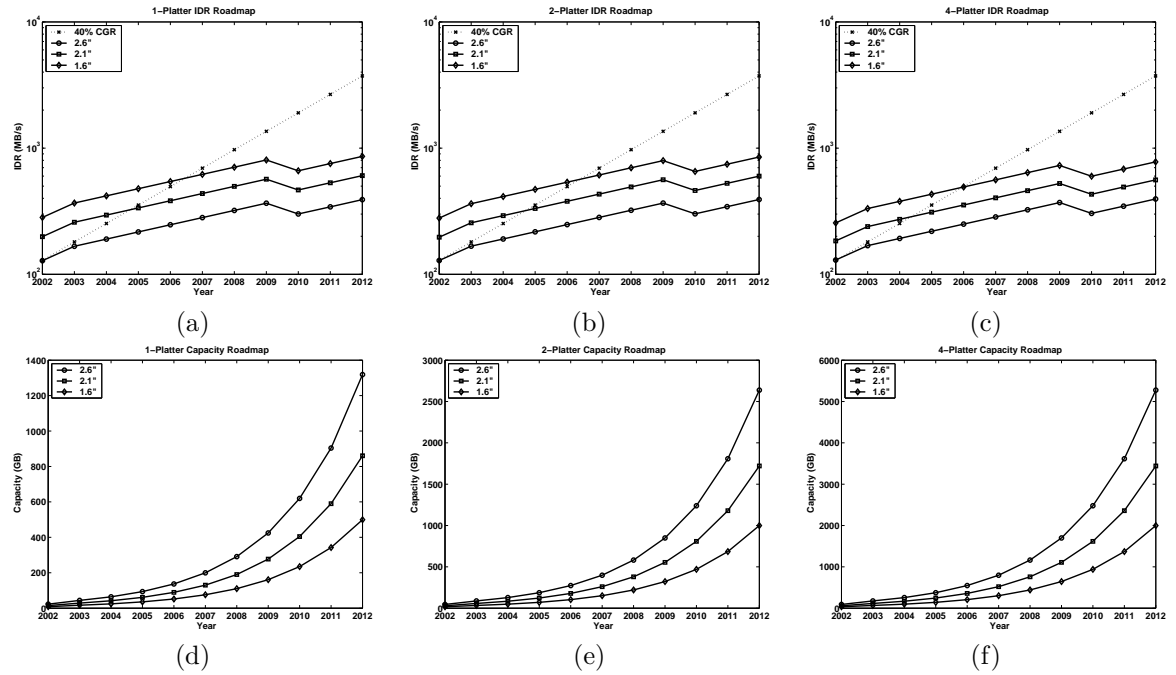 1−Platter IDR Roadmap
10^4
10^3
10^2
IDR (MB/s)
40% CGR
2.6"
2.1"
1.6"
2002 2003 2004 2005 2006 2007 2008 2009 2010 2011 2012
Year
(a)
2−Platter IDR Roadmap
10^4
10^3
10^2
IDR (MB/s)
40% CGR
2.6"
2.1"
1.6"
2002 2003 2004 2005 2006 2007 2008 2009 2010 2011 2012
Year
(b)
4−Platter IDR Roadmap
10^4
10^3
10^2
IDR (MB/s)
40% CGR
2.6"
2.1"
1.6"
2002 2003 2004 2005 2006 2007 2008 2009 2010 2011 2012
Year
(c)
1−Platter Capacity Roadmap
1400
1200
1000
800
600
400
200
0
Capacity (GB)
2.6"
2.1"
1.6"
2002 2003 2004 2005 2006 2007 2008 2009 2010 2011 2012
Year
(d)
2−Platter Capacity Roadmap
3000
2500
2000
1500
1000
500
0
Capacity (GB)
2.6"
2.1"
1.6"
2002 2003 2004 2005 2006 2007 2008 2009 2010 2011 2012
Year
(e)
4−Platter Capacity Roadmap
6000
5000
4000
3000
2000
1000
0
Capacity (GB)
2.6"
2.1"
1.6"
2002 2003 2004 2005 2006 2007 2008 2009 2010 2011 2012
Year
(f)